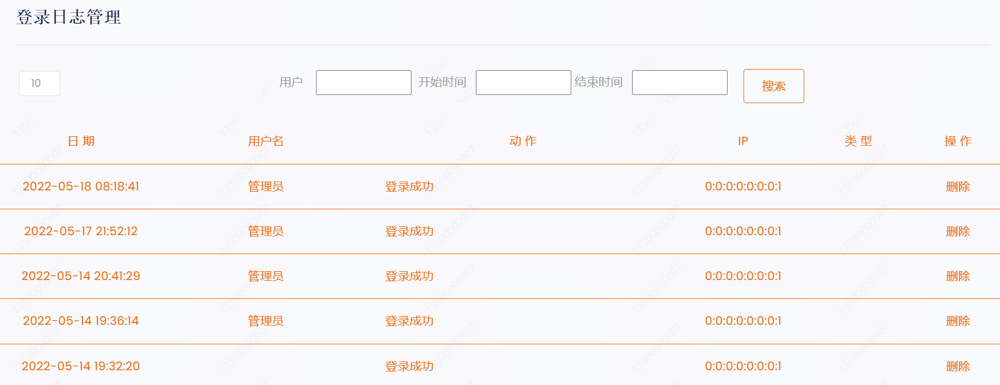 登录日志管理
10 用户 开始时间 结束时间 搜索
日 期 用户名 动 作 IP 类 型 操 作
2022-05-18 08:18:41 管理员 登录成功 0:0:0:0:0:0:0:1 删除
2022-05-17 21:52:12 管理员 登录成功 0:0:0:0:0:0:0:1 删除
2022-05-14 20:41:29 管理员 登录成功 0:0:0:0:0:0:0:1 删除
2022-05-14 19:36:14 管理员 登录成功 0:0:0:0:0:0:0:1 删除
2022-05-14 19:32:20 登录成功 0:0:0:0:0:0:0:1 删除